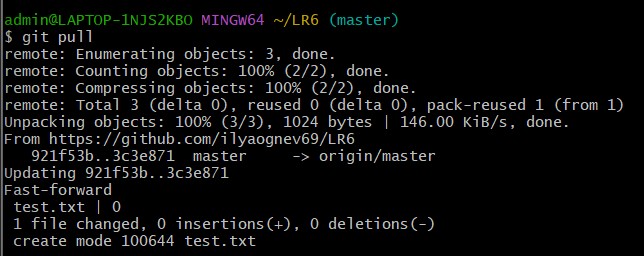 admin@LAPTOP-1NJS2KBO MINGW64 ~/LR6 (master)
$ git pull
remote: Enumerating objects: 3, done.
remote: Counting objects: 100% (2/2), done.
remote: Compressing objects: 100% (2/2), done.
remote: Total 3 (delta 0), reused 0 (delta 0), pack-reused 1 (from 1)
Unpacking objects: 100% (3/3), 1024 bytes | 146.00 KiB/s, done.
From https://github.com/ilyaognev69/LR6
   921f53b..3c3e871  master     -> origin/master
Updating 921f53b..3c3e871
Fast-forward
 test.txt | 0
 1 file changed, 0 insertions(+), 0 deletions(-)
 create mode 100644 test.txt